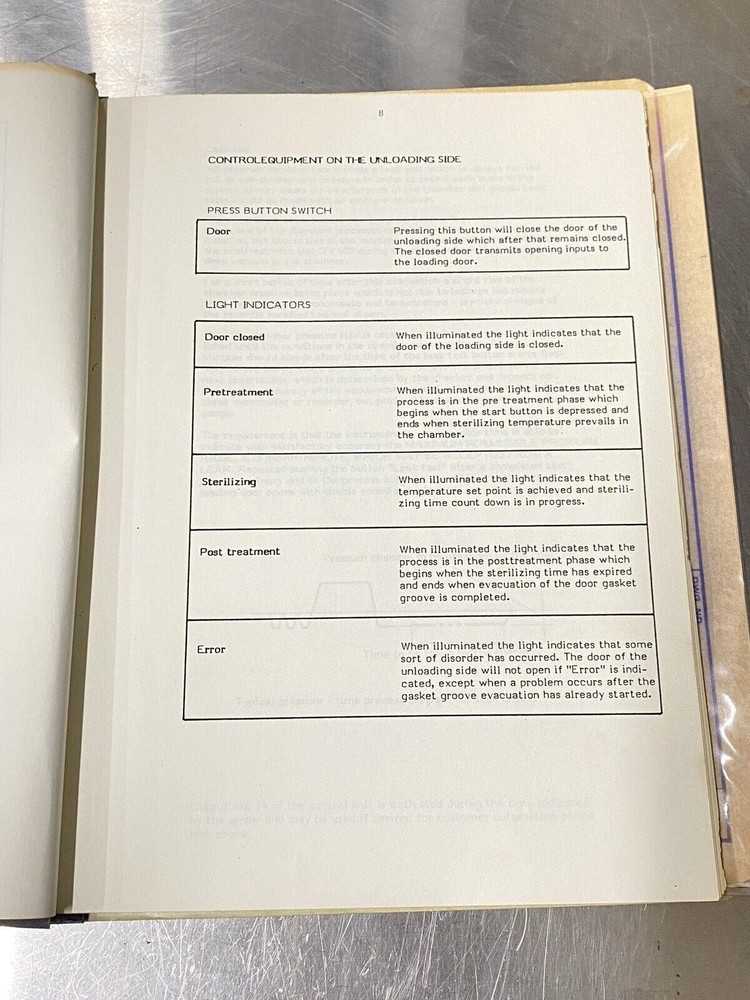 8
CONTROLEQUIPMENT ON THE UNLOADING SIDE
PRESS BUTTON SWITCH
Door Pressing this button will close the door of the
unloading side which after that remains closed.
The closed door transmits opening inputs to
the loading door.
LIGHT INDICATORS
Door closed When illuminated the light indicates that the
door of the loading side is closed.
Pretreatment When illuminated the light indicates that the
process is in the pre treatment phase which
begins when the start button is depressed and
ends when sterilizing temperature prevails in
the chamber.
Sterilizing When illuminated the light indicates that the
temperature set point is achieved and sterili-
zing time count down is in progress.
Post treatment When illuminated the light indicates that the
process is in the posttreatment phase which
begins when the sterilizing time has expired
and ends when evacuation of the door gasket
groove is completed.
Error When illuminated the light indicates that some
sort of disorder has occurred. The door of the
unloading side will not open if "Error" is indi-
cated, except when a problem occurs after the
gasket groove evacuation has already started.